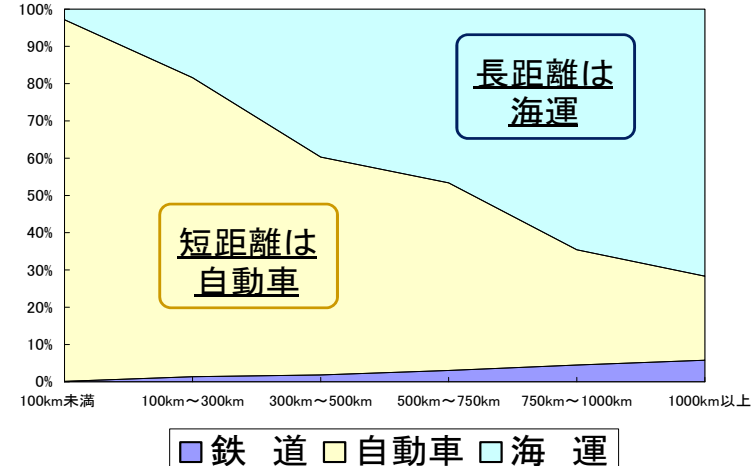 100%
90%
80%
70%
60%
50%
40%
30%
20%
10%
0%
長距離は
海運
短距離は
自動車
100km未満 100km～300km 300km～500km 500km～750km 750km～1000km 1000km以上
鉄　道 自動車 海　運